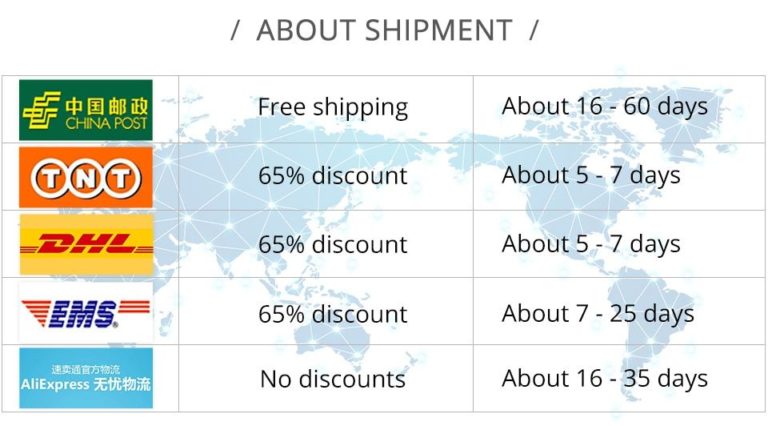 / ABOUT SHIPMENT /
中国邮政
CHINA POST
Free shipping
About 16 - 60 days
TNT
65% discount
About 5 - 7 days
DHL
65% discount
About 5 - 7 days
EMS®
65% discount
About 7 - 25 days
速卖通官方物流
AliExpress 无忧物流
No discounts
About 16 - 35 days